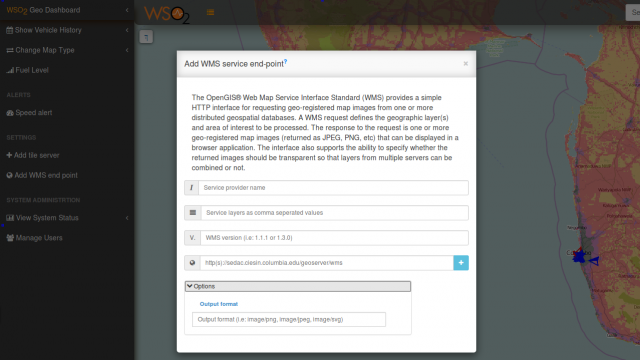 WSO2 Geo Dashboard
WSO2
Se
Show Vehicle History
Change Map Type
Fuel Level
ALERTS
Speed alert
SETTINGS
Add tile server
Add WMS end point
SYSTEM ADMINISTRATION
View System Status
Manage Users
Add WMS service end-point?
×
The OpenGIS® Web Map Service Interface Standard (WMS) provides a simple
HTTP interface for requesting geo-registered map images from one or more
distributed geospatial databases. A WMS request defines the geographic layer(s)
and area of interest to be processed. The response to the request is one or more
geo-registered map images (returned as JPEG, PNG, etc) that can be displayed in a
browser application. The interface also supports the ability to specify whether the
returned images should be transparent so that layers from multiple servers can be
combined or not.
I Service provider name
Service layers as comma seperated values
V. WMS version (i.e: 1.1.1 or 1.3.0)
http(s)://sedac.ciesin.columbia.edu/geoserver/wms
+
Options
Output format
Output format (i.e: image/png, image/jpeg, image/svg)